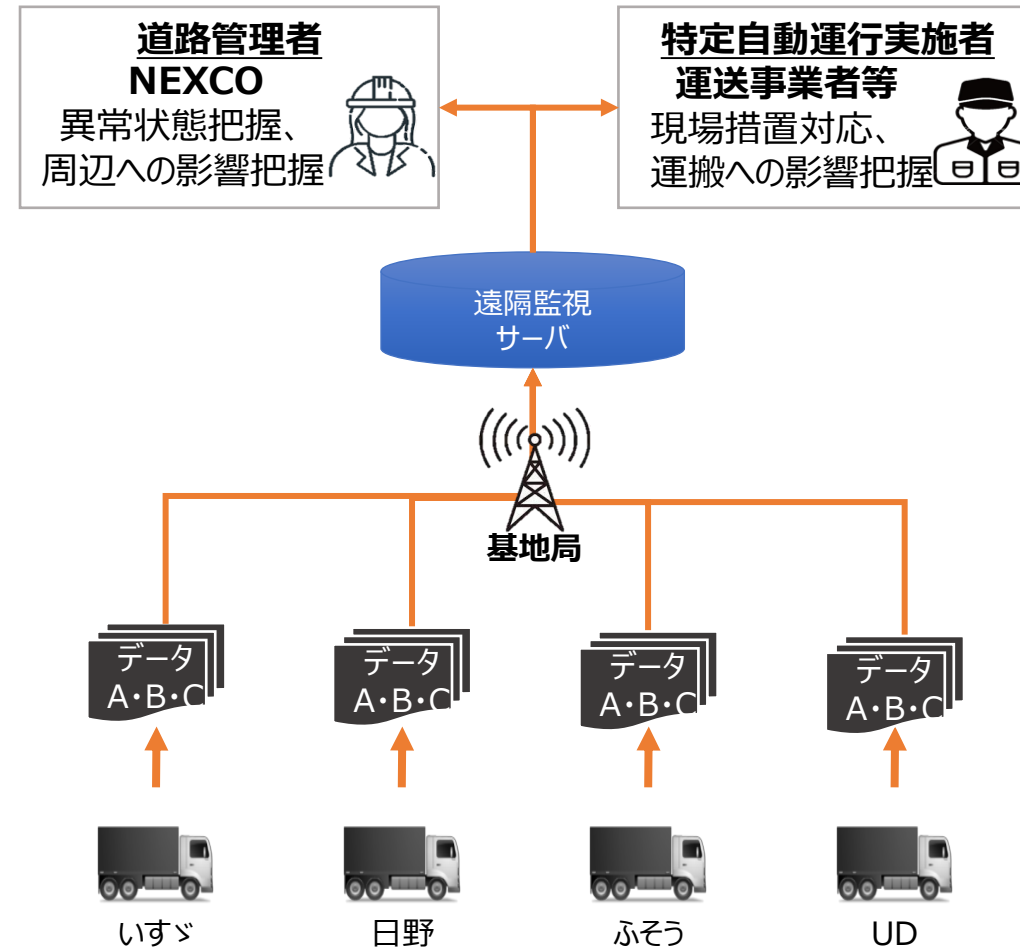 道路管理者
NEXCO
異常状態把握、
周辺への影響把握
特定自動運行実施者
運送事業者等
現場措置対応、
運搬への影響把握
遠隔監視
サーバ
基地局
データ
A・B・C
データ
A・B・C
データ
A・B・C
データ
A・B・C
いすゞ
日野
ふそう
UD